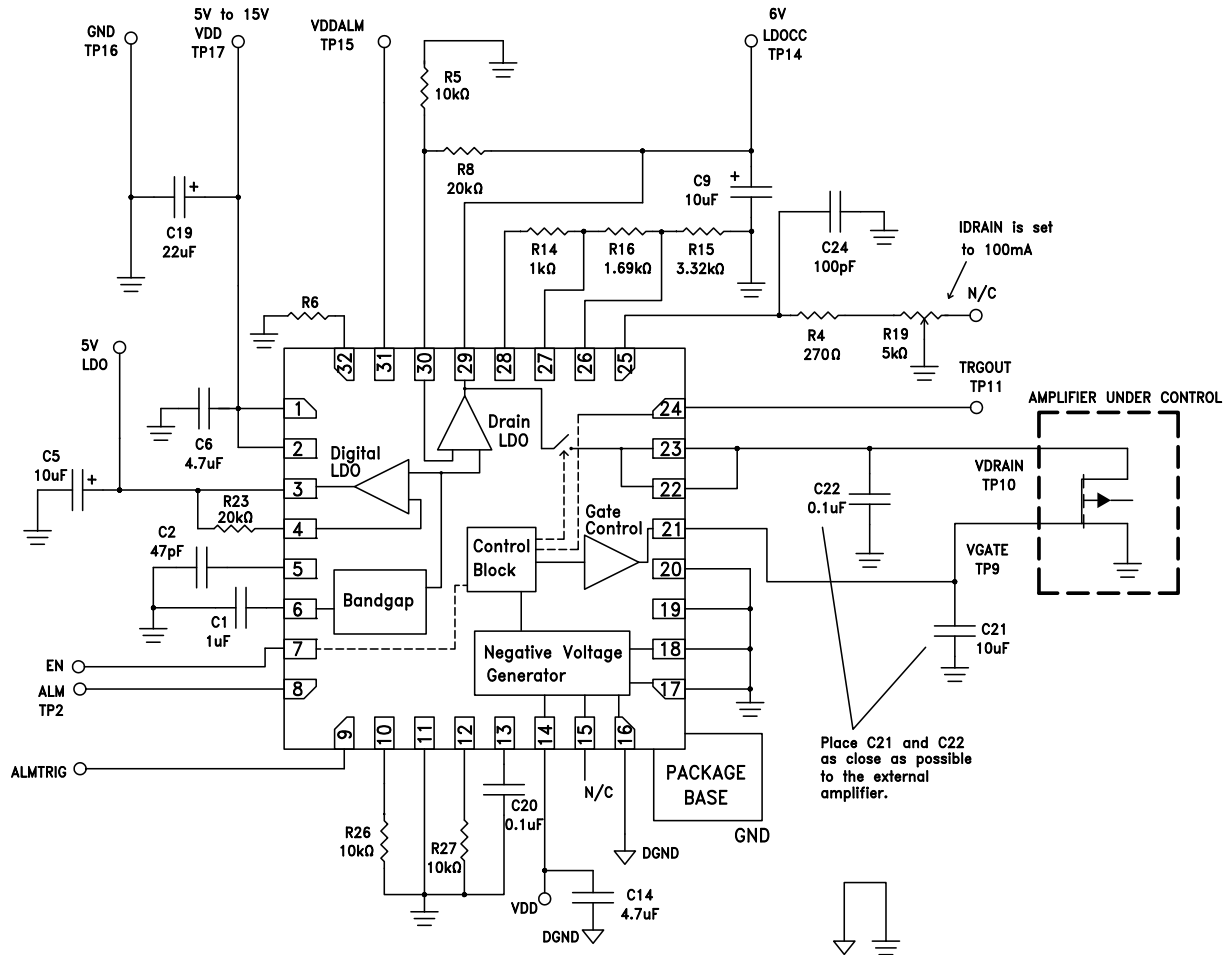 5V to 15V
VDD
TP17
GND
TP16
VDDALM
TP15
6V
LDOCC
TP14
R5
10kΩ
R8
20kΩ
C9
10uF
+
C19
22uF
+
R14
1kΩ
R16
1.69kΩ
R15
3.32kΩ
C24
100pF
IDRAIN is set
to 100mA
N/C
R6
R4
270Ω
R19
5kΩ
5V
LDO
32
31
30
29
28
27
26
25
TRGOUT
TP11
AMPLIFIER UNDER CONTROL
1
24
C6
4.7uF
2
Drain
LDO
23
Digital
LDO
C5
10uF
+
3
22
VDRAIN
TP10
C22
0.1uF
R23
20kΩ
4
Gate
Control
21
C2
47pF
Control
Block
5
20
VGATE
TP9
Bandgap
6
19
C1
1uF
C21
10uF
7
18
Negative Voltage
Generator
EN
ALM
TP2
8
17
9
10
11
12
13
14
15
16
Place C21 and C22
as close as possible
to the external
amplifier.
ALMTRIG
N/C
PACKAGE
BASE
GND
C20
0.1uF
R26
10kΩ
R27
10kΩ
DGND
VDD
C14
4.7uF
DGND